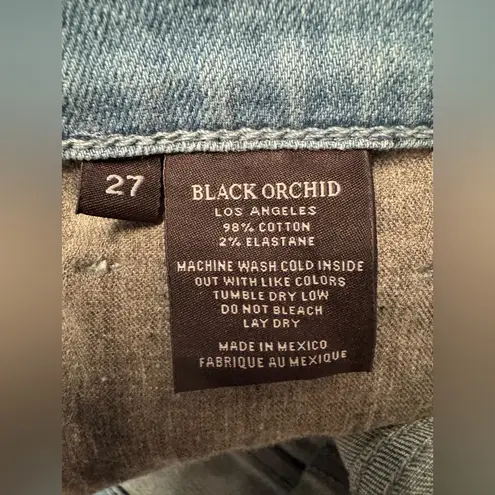 27
BLACK ORCHID
LOS ANGELES
98% COTTON
2% ELASTANE
MACHINE WASH COLD INSIDE
OUT WITH LIKE COLORS
TUMBLE DRY LOW
DO NOT BLEACH
LAY DRY
MADE IN MEXICO
FABRIQUE AU MEXIQUE